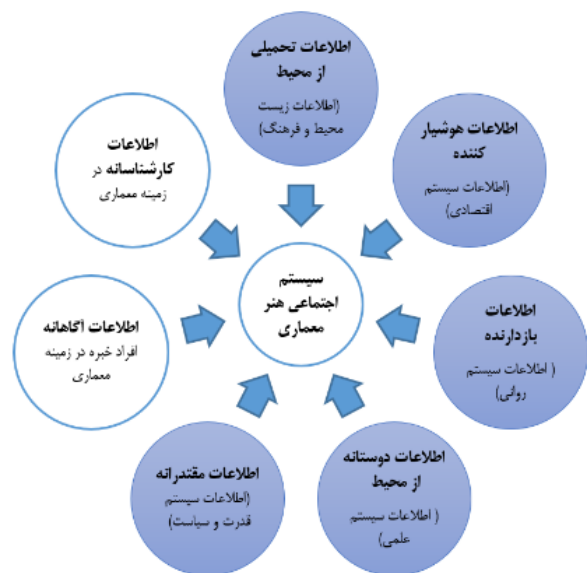 اطلاعات تحمیلی
از محیط
(اطلاعات زیست
محیط و فرهنگ)
اطلاعات هوشیار
کننده
(اطلاعات سیستم
اقتصادی)
اطلاعات
بازدارنده
( اطلاعات سیستم
روانی)
اطلاعات دوستانه
از محیط
( اطلاعات سیستم
علمی)
اطلاعات مقتدرانه
(اطلاعات سیستم
قدرت و سیاست)
اطلاعات آگاهانه
افراد خبره در زمینه
معماری
اطلاعات
کارشناسانه در
زمینه معماری
سیستم
اجتماعی هنر
معماری